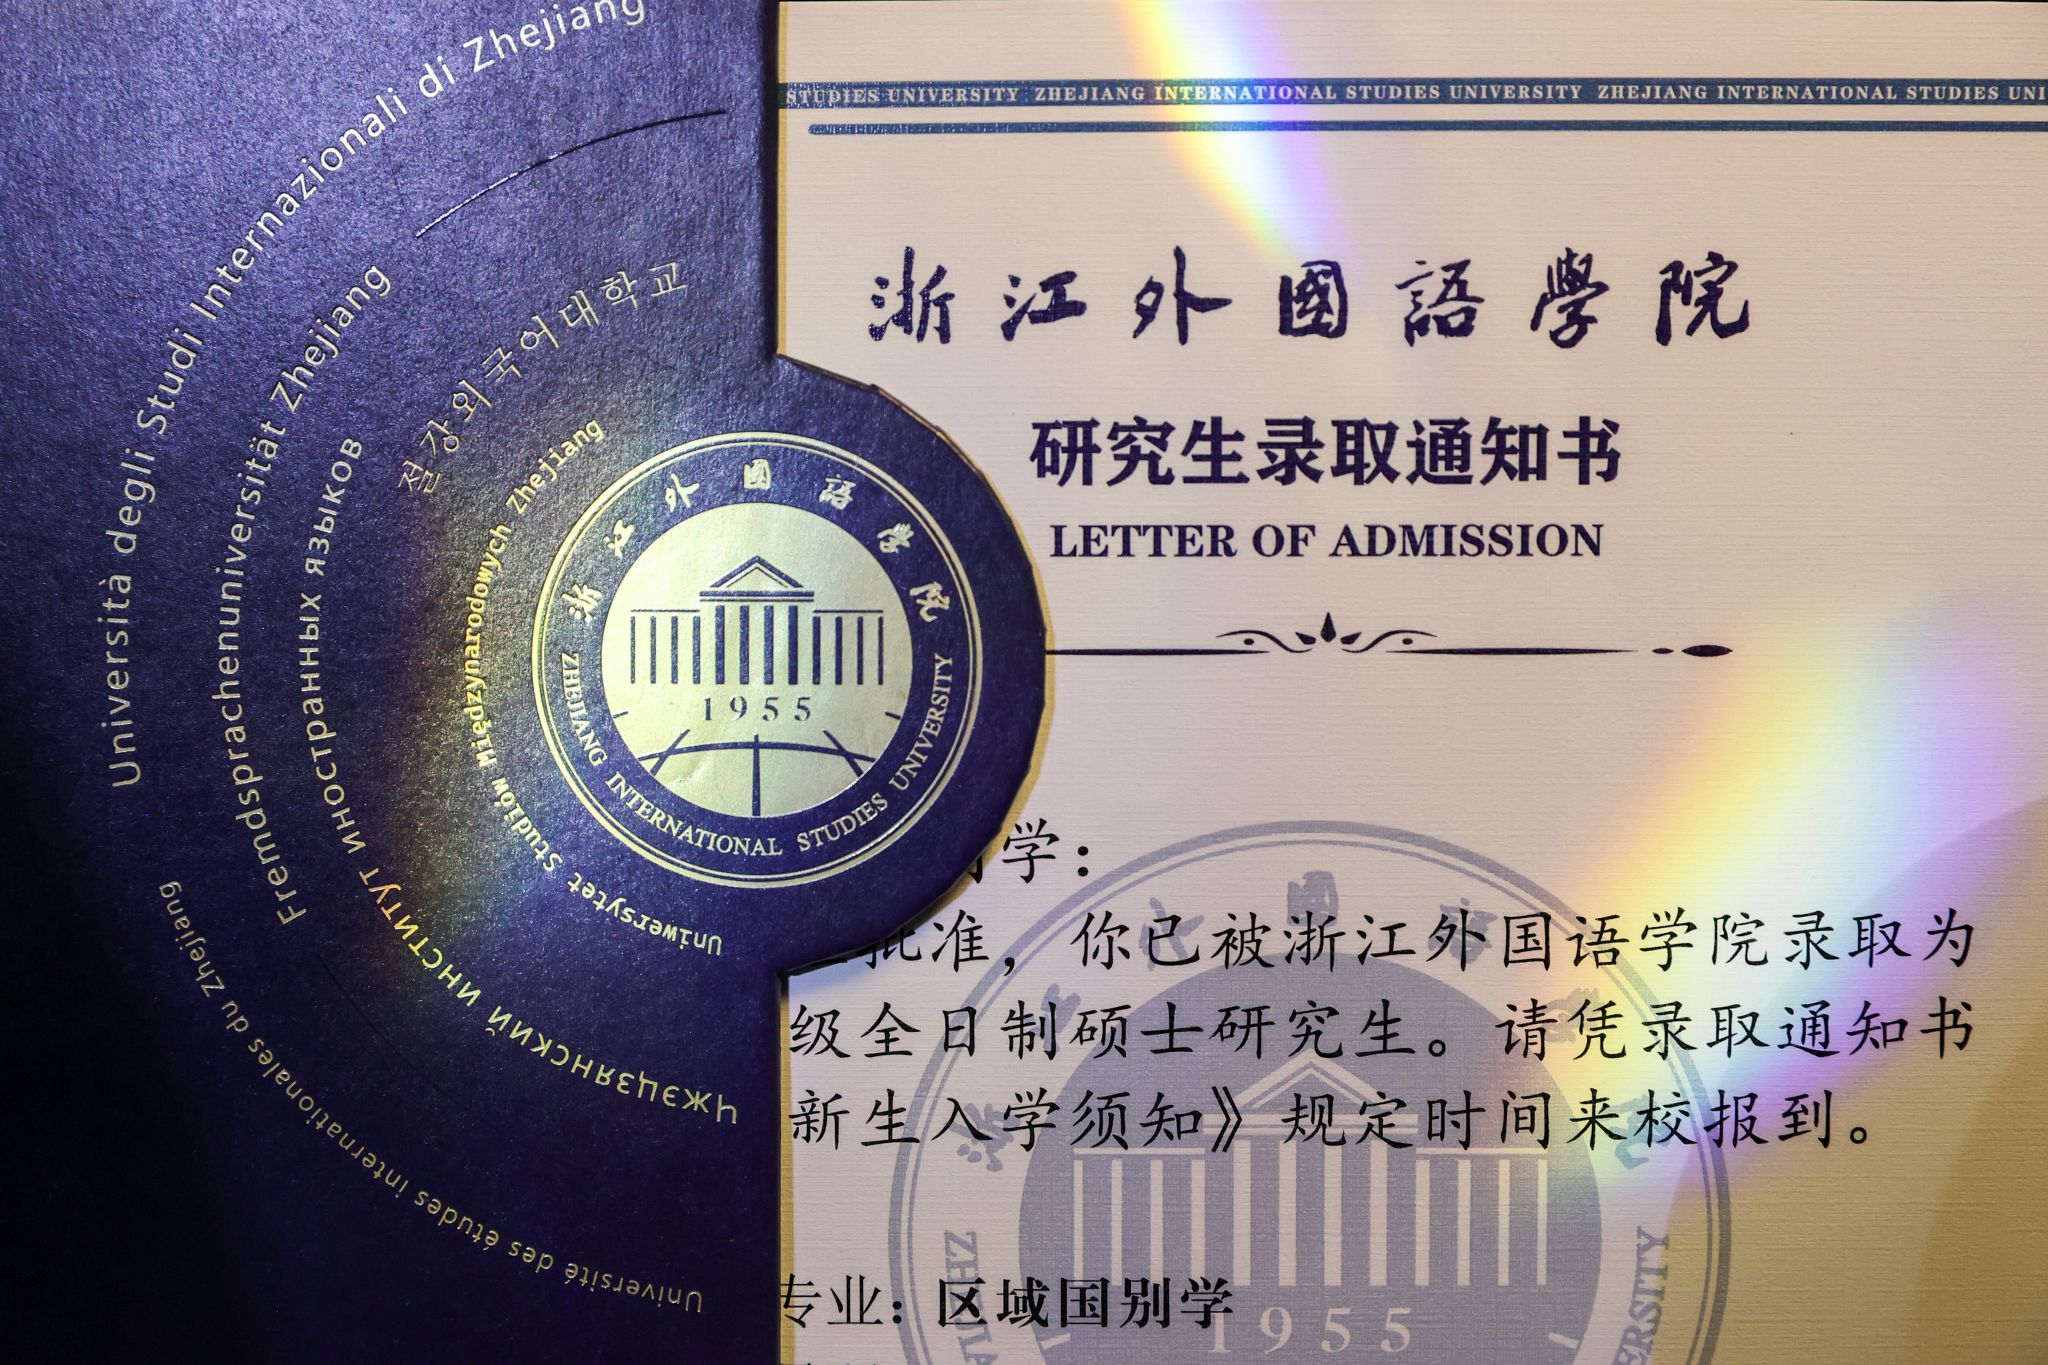 Università degli Studi Internazionali di Zhejiang
Fremdsprachenuniversität Zhejiang
Чжэцзянский институт иностранных языков
절강외국어대학교
Uniwersytet Studiów Międzynarodowych Zhejiang
Université des études internationales du Zhejiang
浙江外國語學院
1955
ZHEJIANG INTERNATIONAL STUDIES UNIVERSITY
STUDIES UNIVERSITY ZHEJIANG INTERNATIONAL STUDIES UNIVERSITY ZHEJIANG INTERNATIONAL STUDIES UNI
浙江外國語學院
研究生录取通知书
LETTER OF ADMISSION
学：
批准，你已被浙江外国语学院录取为
级全日制硕士研究生。请凭录取通知书
新生入学须知》规定时间来校报到。
专业：区域国别学
1955